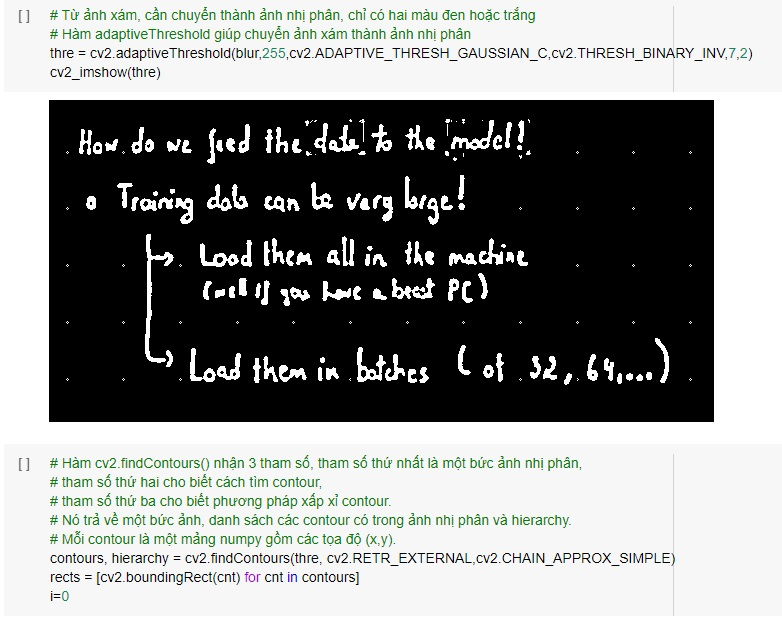 [ ] # Từ ảnh xám, cần chuyển thành ảnh nhị phân, chỉ có hai màu đen hoặc trắng
# Hàm adaptiveThreshold giúp chuyển ảnh xám thành ảnh nhị phân
thre = cv2.adaptiveThreshold(blur,255,cv2.ADAPTIVE_THRESH_GAUSSIAN_C,cv2.THRESH_BINARY_INV,7,2)
cv2_imshow(thre)
How do we feed the data to the model!
Training data can be very large!
Load them all in the machine
(well if you have a beast PC)
Load them in batches (of 32, 64,....)
[ ] # Hàm cv2.findContours() nhận 3 tham số, tham số thứ nhất là một bức ảnh nhị phân,
# tham số thứ hai cho biết cách tìm contour,
# tham số thứ ba cho biết phương pháp xấp xỉ contour.
# Nó trả về một bức ảnh, danh sách các contour có trong ảnh nhị phân và hierarchy.
# Mỗi contour là một mảng numpy gồm các tọa độ (x,y).
contours, hierarchy = cv2.findContours(thre, cv2.RETR_EXTERNAL,cv2.CHAIN_APPROX_SIMPLE)
rects = [cv2.boundingRect(cnt) for cnt in contours]
i=0